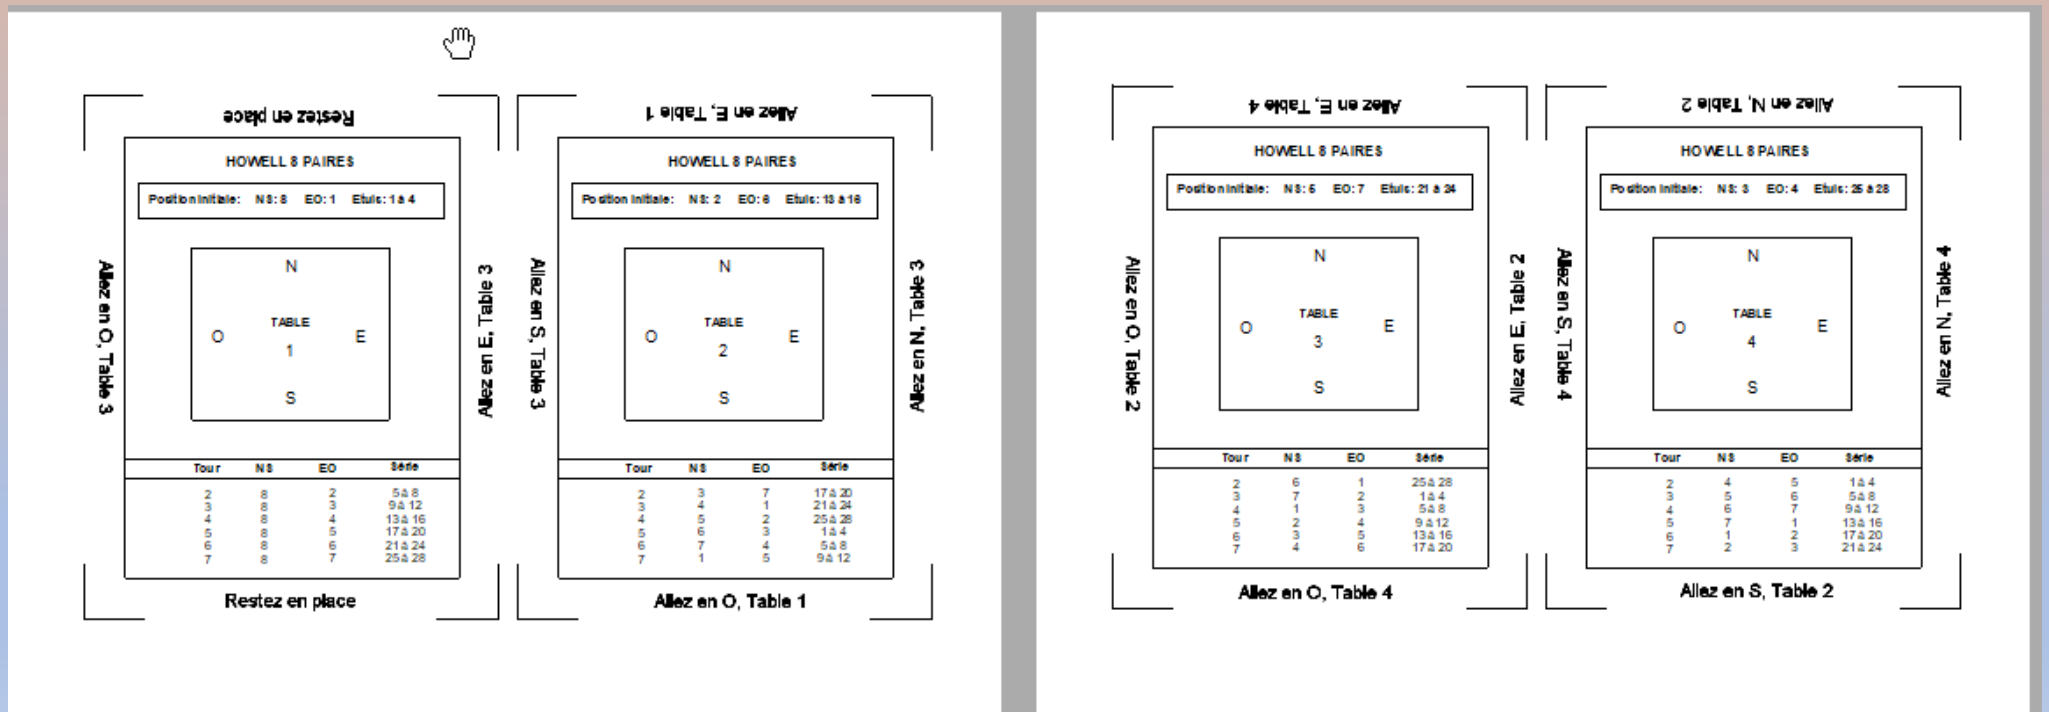 Restez en place
HOWELL 8 PAIRES
Position Initiale: NS: 8 EO: 1 Etuis: 1 à 4
Allez en O, Table 3
N
O
TABLE
1
E
S
Allez en E, Table 3
Tour NS EO Série
2 8 2 5 à 8
3 8 3 9 à 12
4 8 4 13 à 16
5 8 5 17 à 20
6 8 6 21 à 24
7 8 7 25 à 28
Restez en place
Allez en E, Table 1
HOWELL 8 PAIRES
Position Initiale: NS: 2 EO: 6 Etuis: 13 à 16
Allez en S, Table 3
N
O
TABLE
2
E
S
Allez en N, Table 3
Tour NS EO Série
2 3 7 17 à 20
3 4 1 21 à 24
4 5 2 25 à 28
5 6 3 1 à 4
6 7 4 5 à 8
7 1 5 9 à 12
Allez en O, Table 1
Allez en E, Table 4
HOWELL 8 PAIRES
Position Initiale: NS: 5 EO: 7 Etuis: 21 à 24
Allez en O, Table 2
N
O
TABLE
3
E
S
Allez en E, Table 2
Tour NS EO Série
2 6 1 25 à 28
3 7 2 1 à 4
4 1 3 5 à 8
5 2 4 9 à 12
6 3 5 13 à 16
7 4 6 17 à 20
Allez en O, Table 4
Allez en N, Table 2
HOWELL 8 PAIRES
Position Initiale: NS: 3 EO: 4 Etuis: 25 à 28
Allez en S, Table 4
N
O
TABLE
4
E
S
Allez en N, Table 4
Tour NS EO Série
2 4 5 1 à 4
3 5 6 5 à 8
4 6 7 9 à 12
5 7 1 13 à 16
6 1 2 17 à 20
7 2 3 21 à 24
Allez en S, Table 2